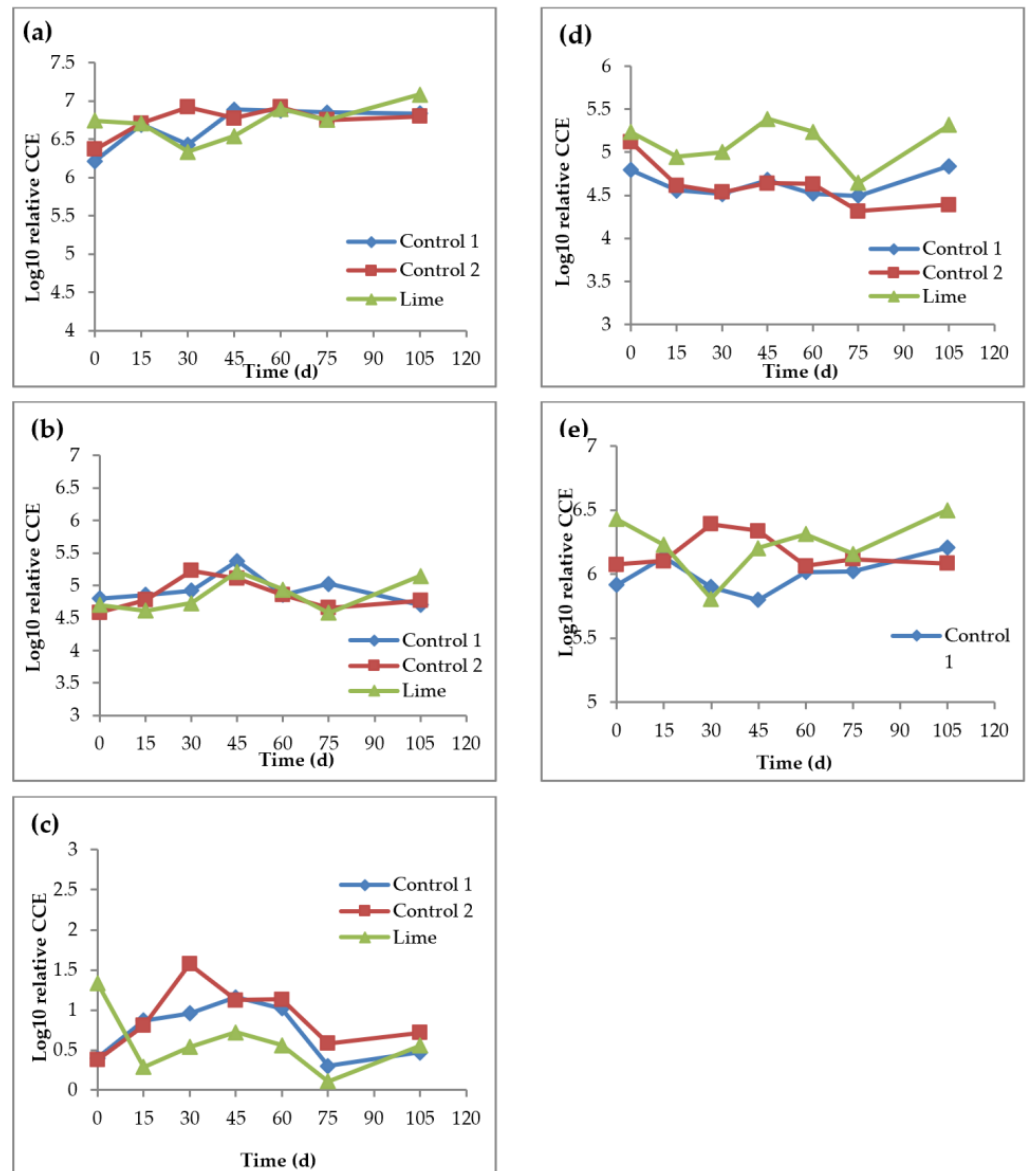 (a)
Log10 relative CCE
7.5
7
6.5
6
5.5
5
4.5
4
0 15 30 45 60 75 90 105 120
Time (d)
Control 1
Control 2
Lime
(d)
Log10 relative CCE
6
5.5
5
4.5
4
3.5
3
0 15 30 45 60 75 90 105 120
Time (d)
Control 1
Control 2
Lime
(b)
Log10 relative CCE
7
6.5
6
5.5
5
4.5
4
3.5
3
0 15 30 45 60 75 90 105 120
Time (d)
Control 1
Control 2
Lime
(e)
Log10 relative CCE
7
6.5
6
5.5
5
0 15 30 45 60 75 90 105 120
Time (d)
Control
1
(c)
Log10 relative CCE
3
2.5
2
1.5
1
0.5
0
0 15 30 45 60 75 90 105 120
Time (d)
Control 1
Control 2
Lime